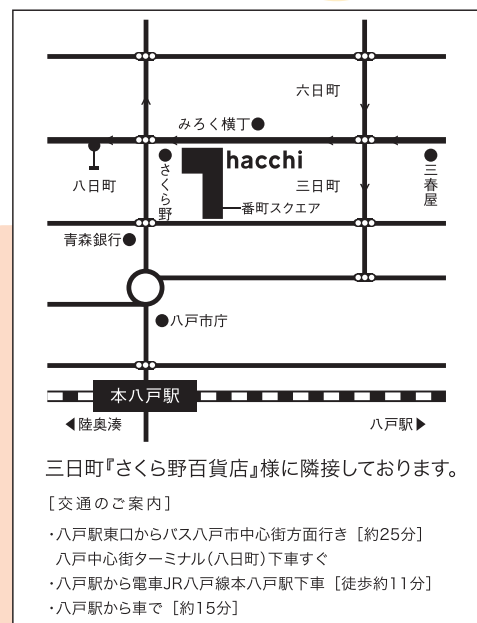 六日町
みろく横丁●
hacchi
八日町
さくら野
三日町
三春屋
番町スクエア
青森銀行●
●八戸市庁
本八戸駅
◀陸奥湊
八戸駅▶
三日町『さくら野百貨店』様に隣接しております。
［交通のご案内］
・八戸駅東口からバス八戸市中心街方面行き［約25分］
八戸中心街ターミナル（八日町）下車すぐ
・八戸駅から電車JR八戸線本八戸駅下車［徒歩約11分］
・八戸駅から車で［約15分］